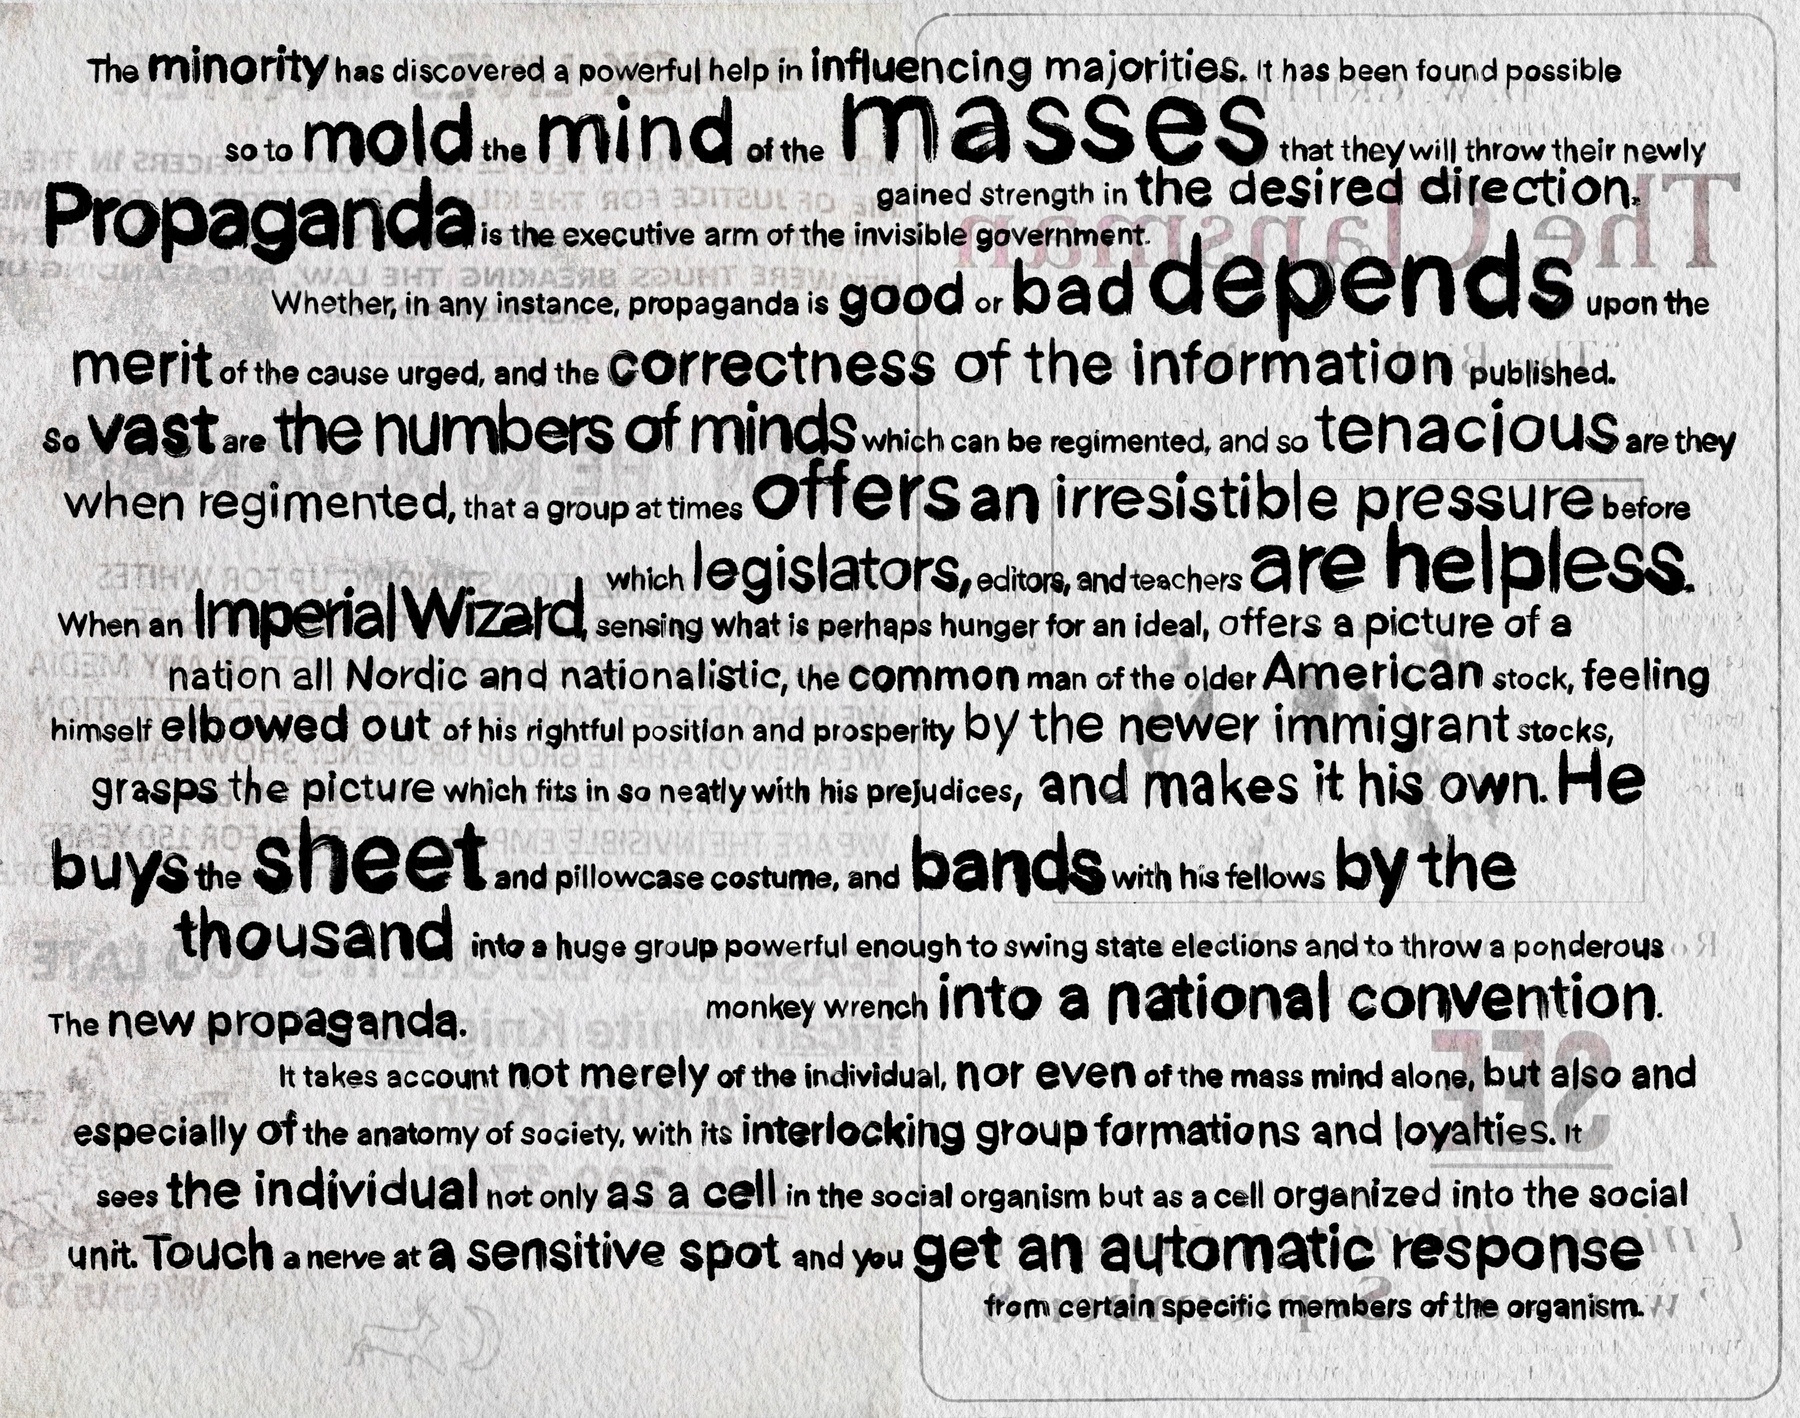 The minority has discovered a powerful help in influencing majorities. It has been found possible
so to mold the mind of the masses that they will throw their newly
gained strength in the desired direction.
Propaganda is the executive arm of the invisible government.
Whether, in any instance, propaganda is good or bad depends upon the
merit of the cause urged, and the correctness of the information published.
So vast are the numbers of minds which can be regimented, and so tenacious are they
when regimented, that a group at times offers an irresistible pressure before
which legislators, editors, and teachers are helpless.
When an Imperial Wizard, sensing what is perhaps hunger for an ideal, offers a picture of a
nation all Nordic and nationalistic, the common man of the older American stock, feeling
himself elbowed out of his rightful position and prosperity by the newer immigrant stocks,
grasps the picture which fits in so neatly with his prejudices, and makes it his own. He
buys the sheet and pillowcase costume, and bands with his fellows by the
thousand into a huge group powerful enough to swing state elections and to throw a ponderous
monkey wrench into a national convention.
The new propaganda.
It takes account not merely of the individual, nor even of the mass mind alone, but also and
especially of the anatomy of society, with its interlocking group formations and loyalties. It
sees the individual not only as a cell in the social organism but as a cell organized into the social
unit. Touch a nerve at a sensitive spot and you get an automatic response
from certain specific members of the organism.
The Clansman
SEE